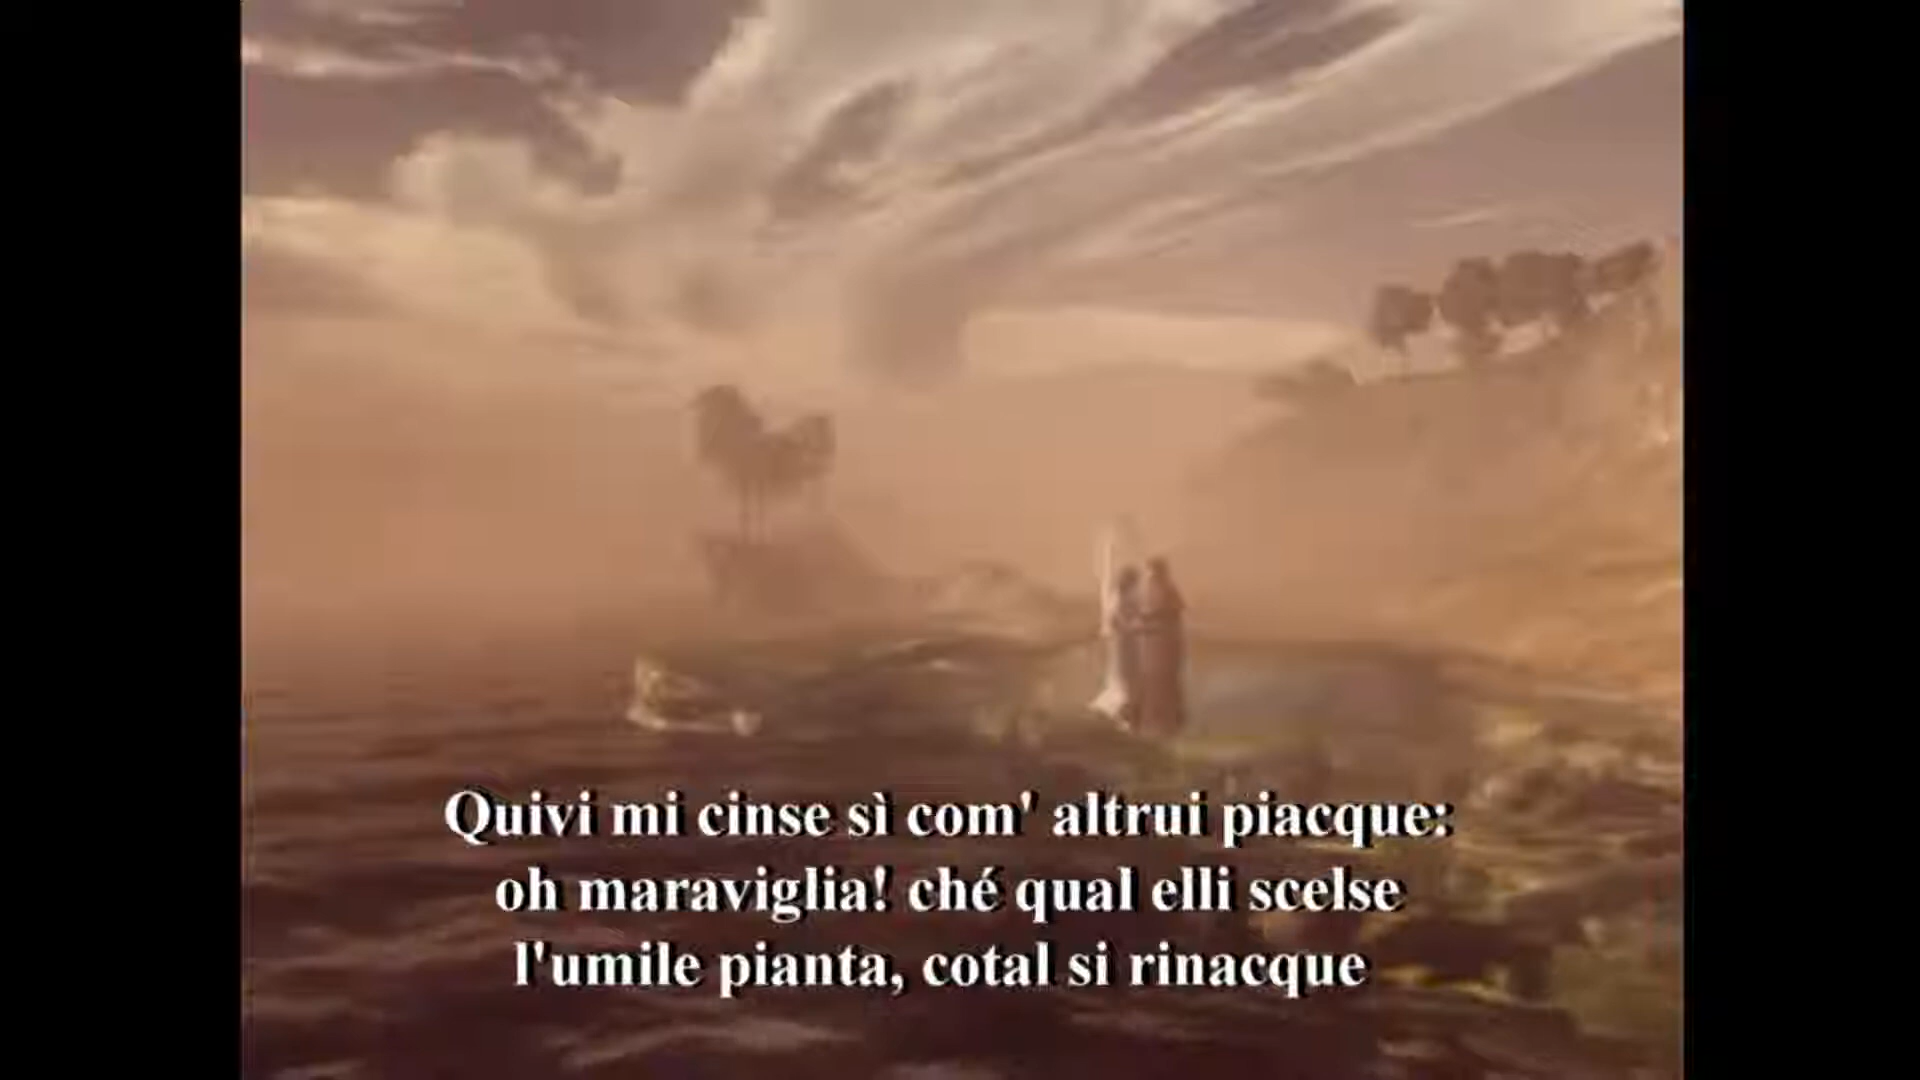 Quivi mi cinse sì com' altrui piacque:
oh maraviglia! ché qual elli scelse
l'umile pianta, cotal si rinacque